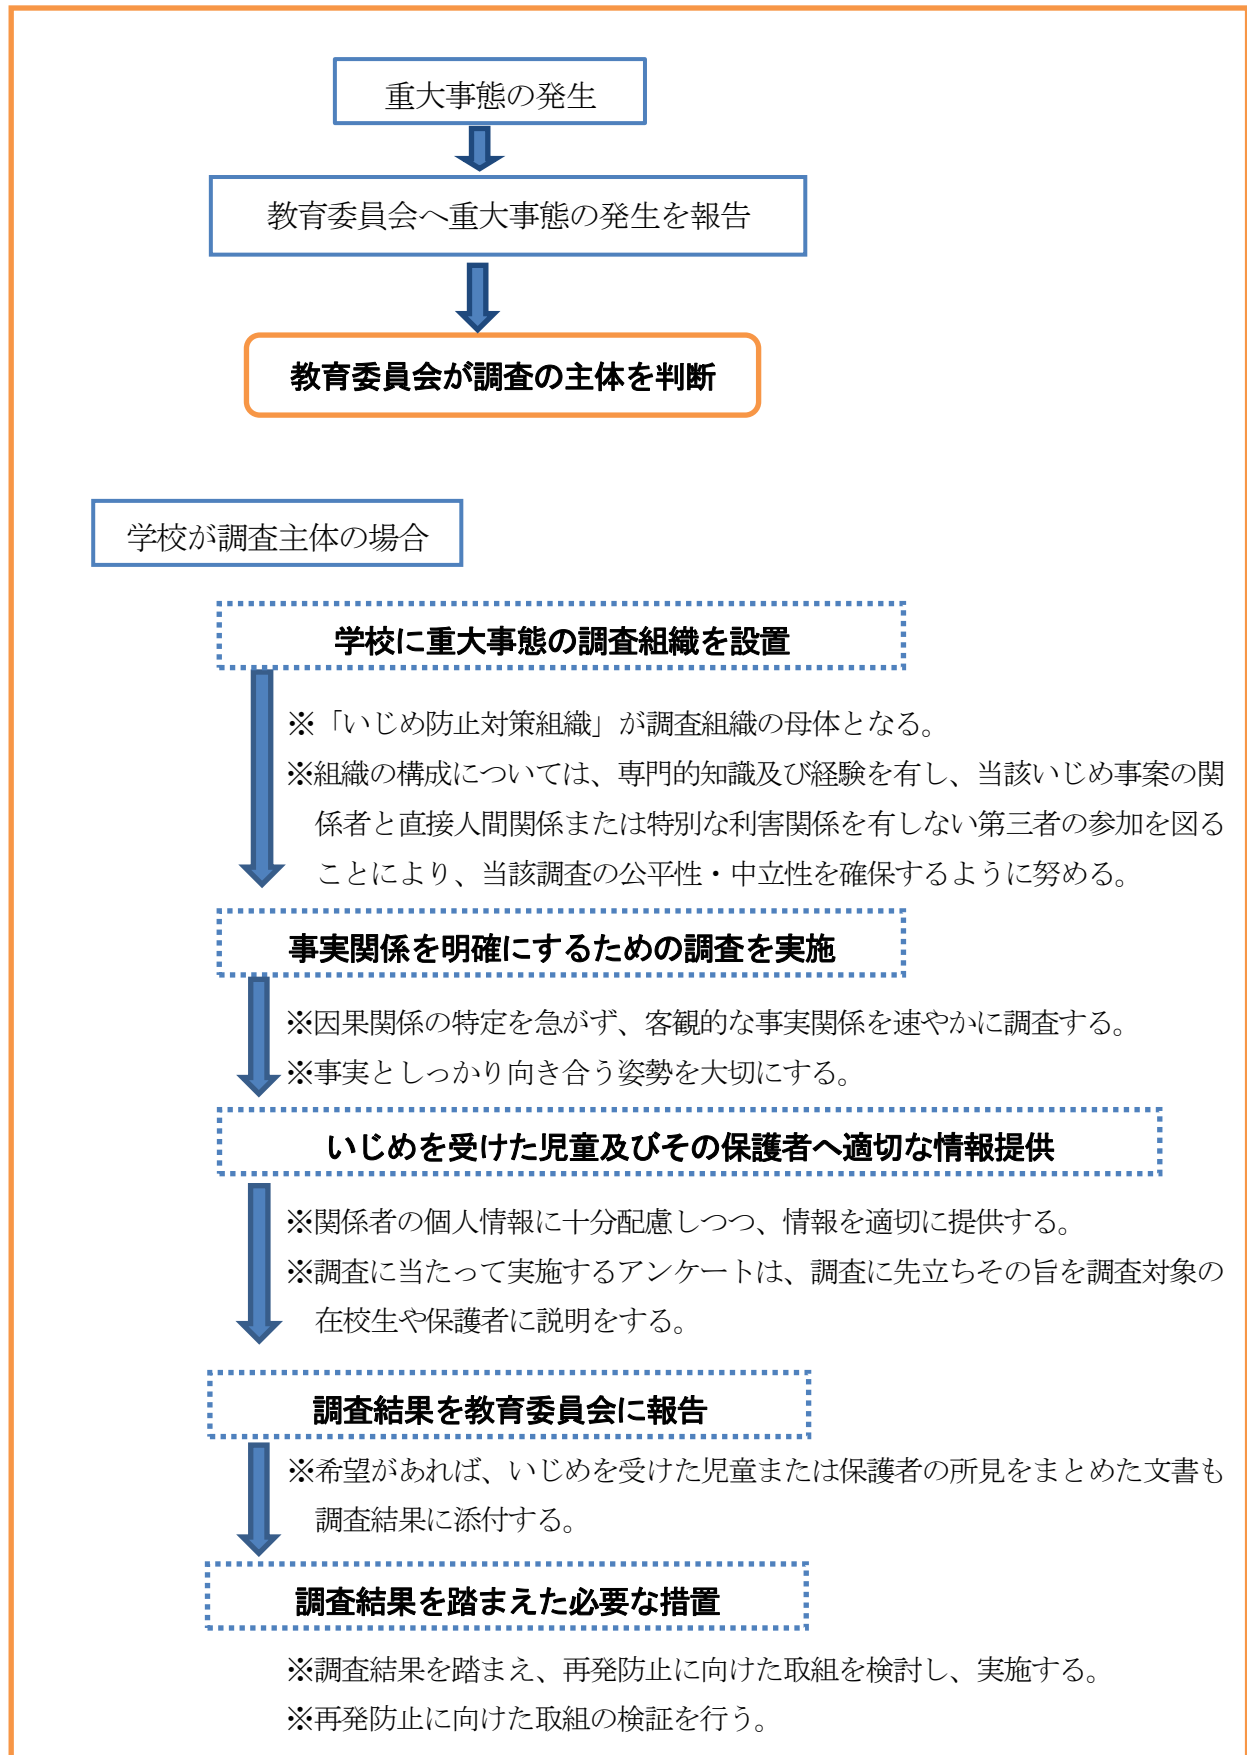 重大事態の発生
教育委員会へ重大事態の発生を報告
教育委員会が調査の主体を判断
学校が調査主体の場合
学校に重大事態の調査組織を設置
※「いじめ防止対策組織」が調査組織の母体となる。
※組織の構成については、専門的知識及び経験を有し、当該いじめ事案の関
係者と直接人間関係または特別な利害関係を有しない第三者の参加を図る
ことにより、当該調査の公平性・中立性を確保するように努める。
事実関係を明確にするための調査を実施
※因果関係の特定を急がず、客観的な事実関係を速やかに調査する。
※事実としっかり向き合う姿勢を大切にする。
いじめを受けた児童及びその保護者へ適切な情報提供
※関係者の個人情報に十分配慮しつつ、情報を適切に提供する。
※調査に当たって実施するアンケートは、調査に先立ちその旨を調査対象の
在校生や保護者に説明をする。
調査結果を教育委員会に報告
※希望があれば、いじめを受けた児童または保護者の所見をまとめた文書も
調査結果に添付する。
調査結果を踏まえた必要な措置
※調査結果を踏まえ、再発防止に向けた取組を検討し、実施する。
※再発防止に向けた取組の検証を行う。